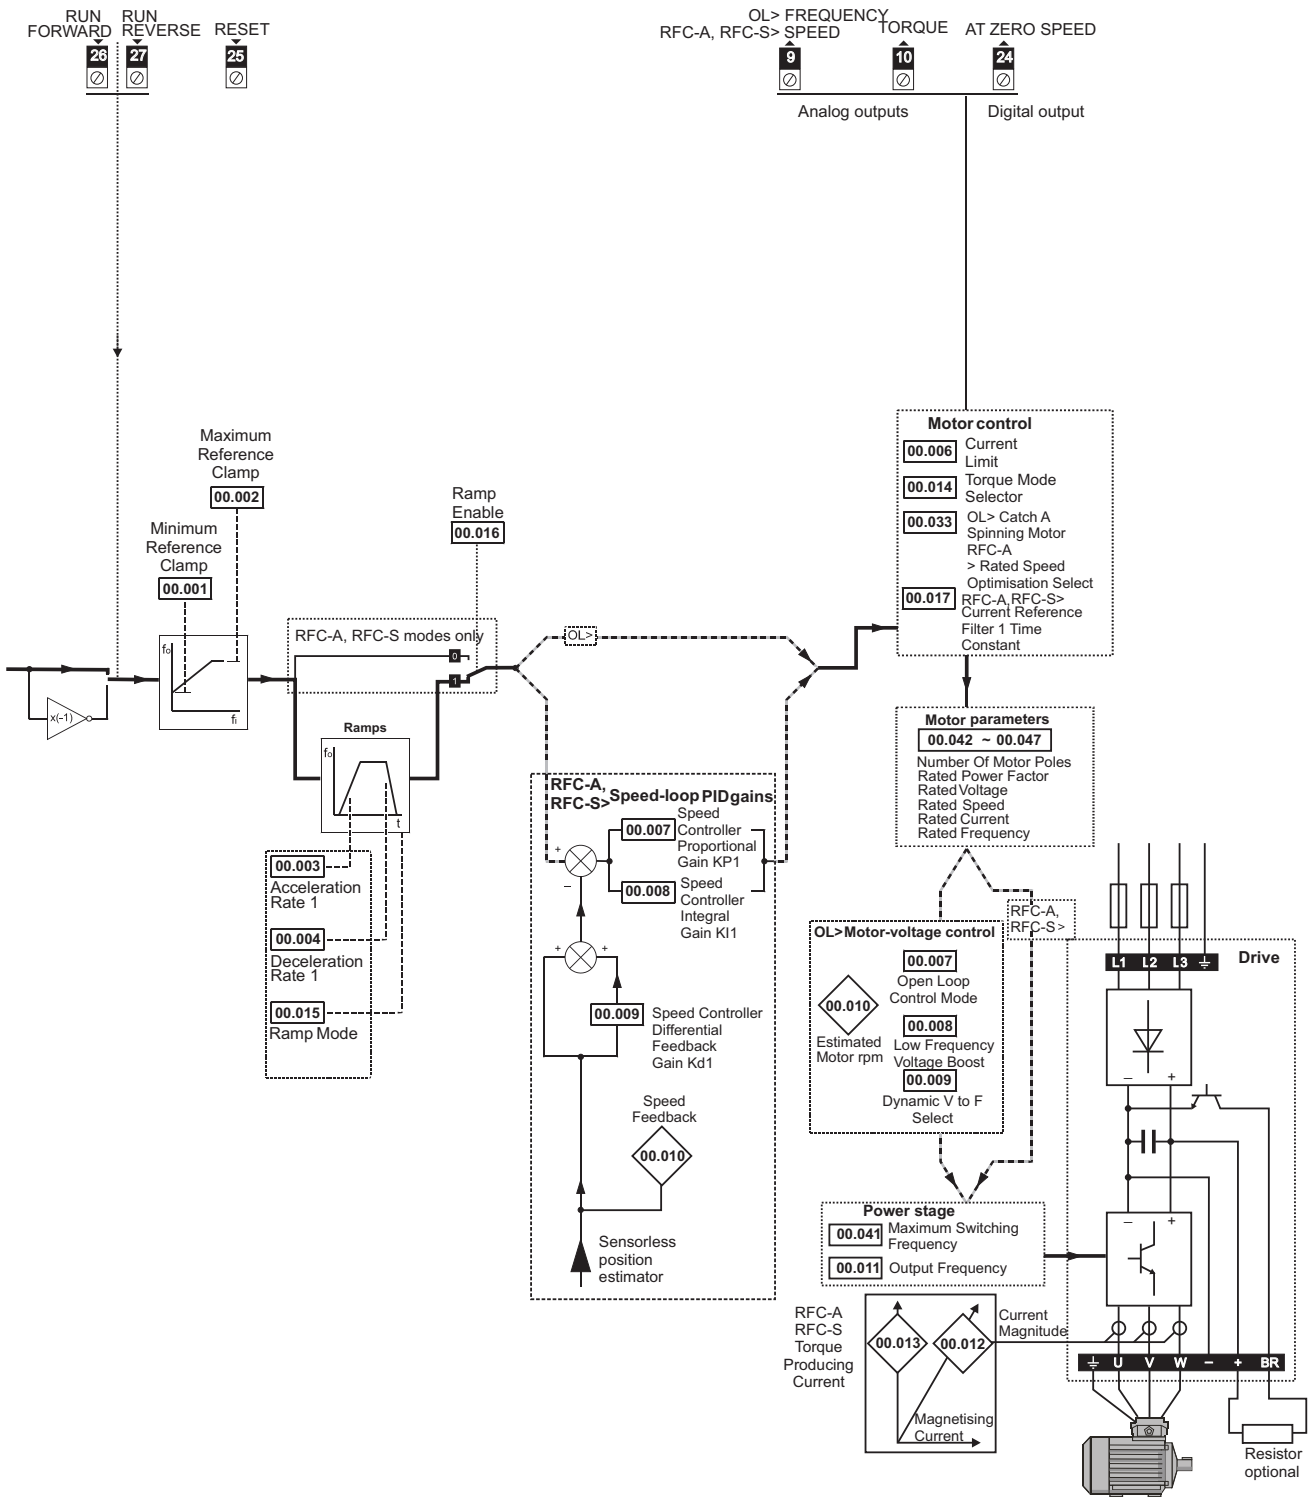 RUN
FORWARD
RUN
REVERSE
RESET
26
27
25
OL> FREQUENCY
RFC-A, RFC-S> SPEED
TORQUE
AT ZERO SPEED
9
10
24
Analog outputs
Digital output
Maximum
Reference
Clamp
00.002
Minimum
Reference
Clamp
00.001
Ramp
Enable
00.016
RFC-A, RFC-S modes only
0
1
OL>
x(-1)
fo
fi
Ramps
fo
t
00.003
Acceleration
Rate 1
00.004
Deceleration
Rate 1
00.015
Ramp Mode
RFC-A,
RFC-S>
Speed-loop PID gains
00.007
Speed
Controller
Proportional
Gain KP1
00.008
Speed
Controller
Integral
Gain KI1
+
−
+
+
00.009
Speed Controller
Differential
Feedback
Gain Kd1
Speed
Feedback
00.010
Sensorless
position
estimator
Motor control
00.006
Current
Limit
00.014
Torque Mode
Selector
00.033
OL> Catch A
Spinning Motor
RFC-A
> Rated Speed
Optimisation Select
00.017
RFC-A, RFC-S>
Current Reference
Filter 1 Time
Constant
Motor parameters
00.042 ~ 00.047
Number Of Motor Poles
Rated Power Factor
Rated Voltage
Rated Speed
Rated Current
Rated Frequency
RFC-A,
RFC-S >
OL> Motor-voltage control
00.007
Open Loop
Control Mode
00.010
Estimated
Motor rpm
00.008
Low Frequency
Voltage Boost
00.009
Dynamic V to F
Select
Power stage
00.041
Maximum Switching
Frequency
00.011
Output Frequency
RFC-A
RFC-S
Torque
Producing
Current
00.013
00.012
Current
Magnitude
Magnetising
Current
L1 L2 L3
Drive
− +
− +
U V W − + BR
Resistor
optional